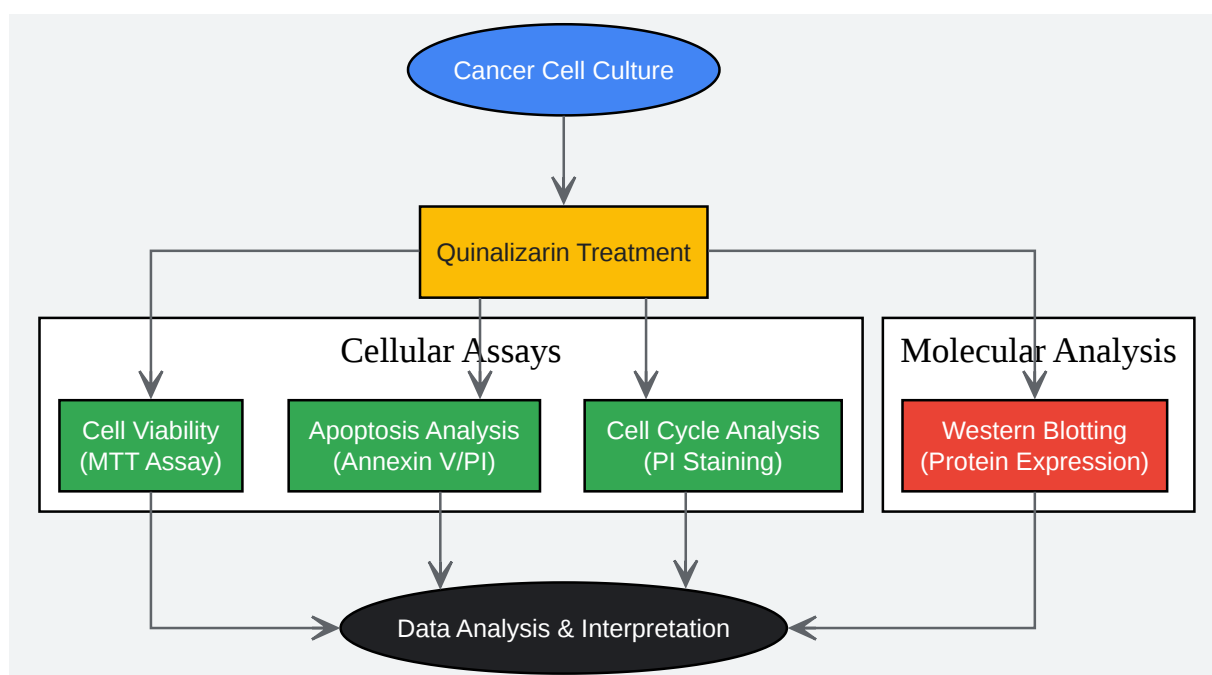 Cancer Cell Culture
Quinalizarin Treatment
Cellular Assays
Molecular Analysis
Cell Viability
(MTT Assay)
Apoptosis Analysis
(Annexin V/PI)
Cell Cycle Analysis
(PI Staining)
Western Blotting
(Protein Expression)
Data Analysis & Interpretation